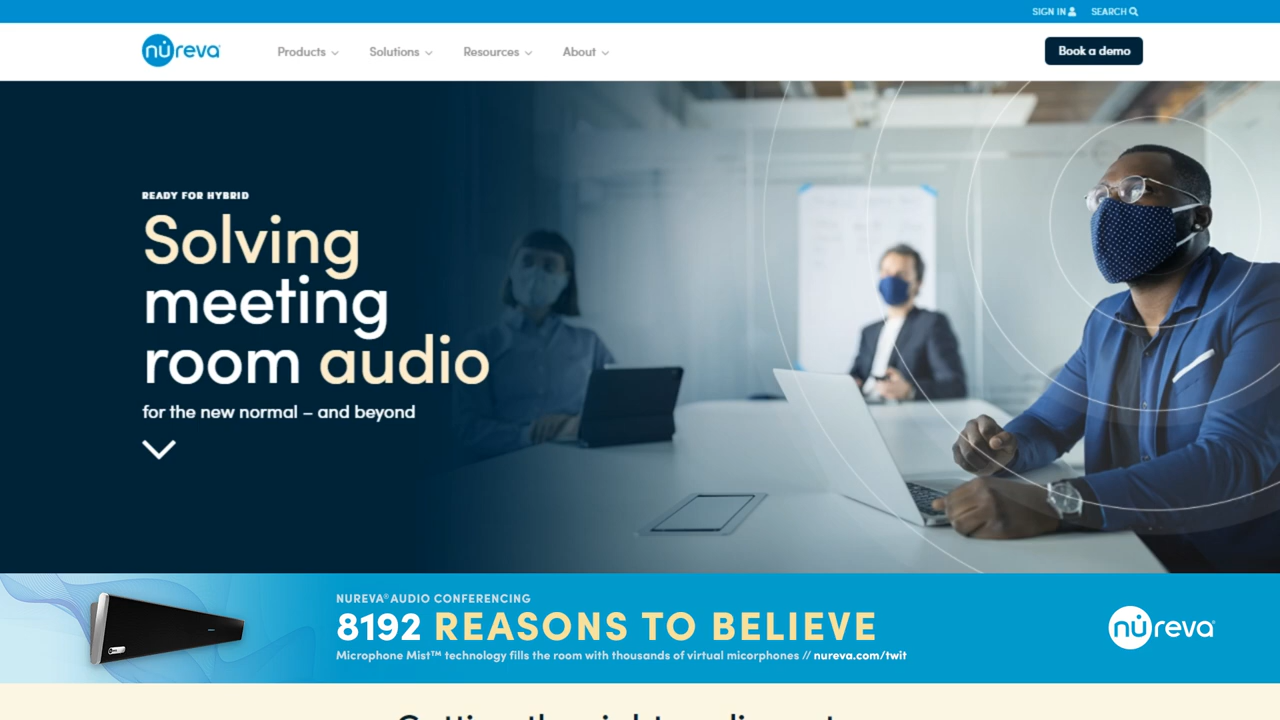 SIGN IN SEARCH
nüreva
Products Solutions Resources About
Book a demo
READY FOR HYBRID
Solving
meeting
room audio
for the new normal – and beyond
NUREVA® AUDIO CONFERENCING
8192 REASONS TO BELIEVE
Microphone Mist™ technology fills the room with thousands of virtual micorphones // nureva.com/twit
nüreva